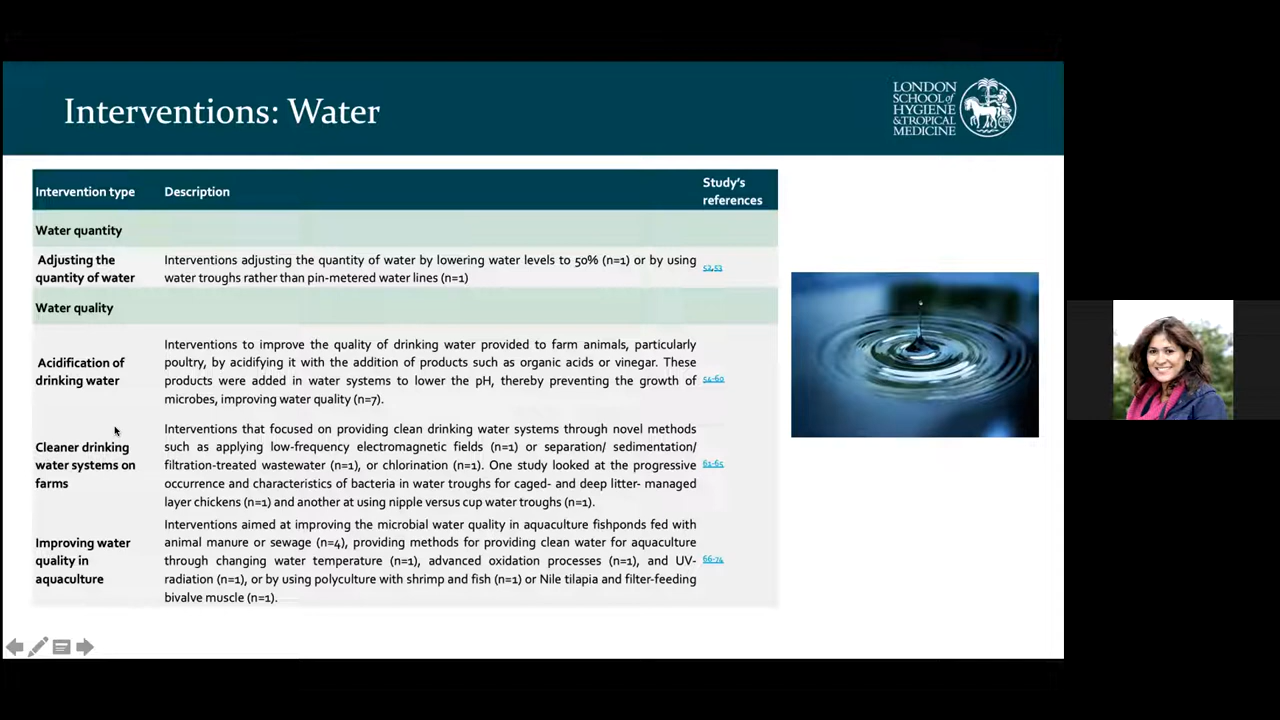 Interventions: Water
LONDON
SCHOOL of
HYGIENE
& TROPICAL
MEDICINE
Intervention type Description Study's references
Water quantity
Adjusting the quantity of water
Interventions adjusting the quantity of water by lowering water levels to 50% (n=1) or by using
water troughs rather than pin-metered water lines (n=1)
52,53
Water quality
Acidification of drinking water
Interventions to improve the quality of drinking water provided to farm animals, particularly
poultry, by acidifying it with the addition of products such as organic acids or vinegar. These
products were added in water systems to lower the pH, thereby preventing the growth of
microbes, improving water quality (n=7).
54-60
Cleaner drinking water systems on farms
Interventions that focused on providing clean drinking water systems through novel methods
such as applying low-frequency electromagnetic fields (n=1) or separation/ sedimentation/
filtration-treated wastewater (n=1), or chlorination (n=1). One study looked at the progressive
occurrence and characteristics of bacteria in water troughs for caged- and deep litter- managed
layer chickens (n=1) and another at using nipple versus cup water troughs (n=1).
61-65
Improving water quality in aquaculture
Interventions aimed at improving the microbial water quality in aquaculture fishponds fed with
animal manure or sewage (n=4), providing methods for providing clean water for aquaculture
through changing water temperature (n=1), advanced oxidation processes (n=1), and UV-
radiation (n=1), or by using polyculture with shrimp and fish (n=1) or Nile tilapia and filter-feeding
bivalve muscle (n=1).
66-74